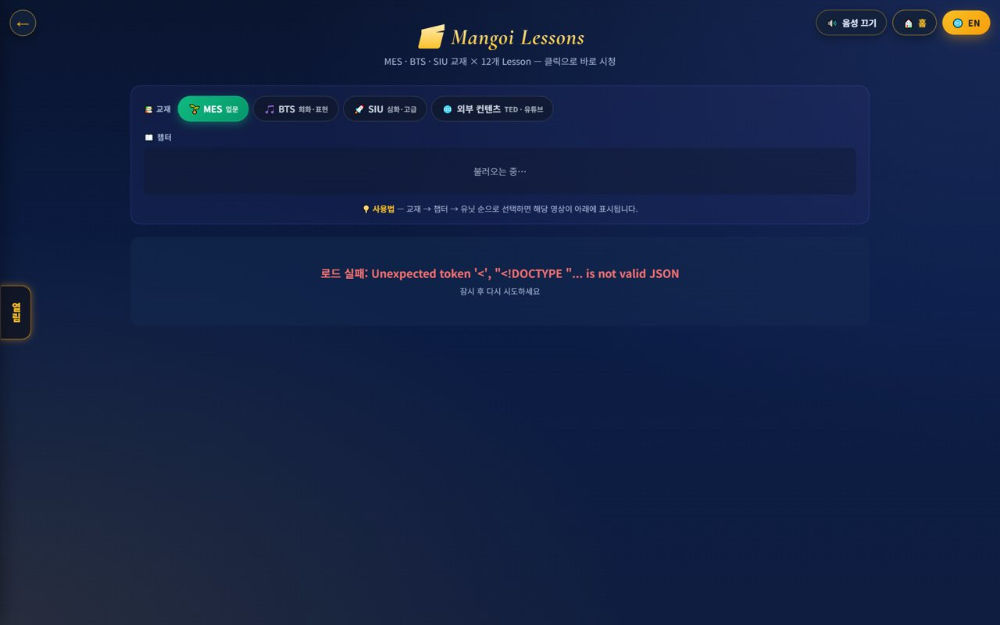 ←
음성 끄기
홈
EN
Mangoi Lessons
MES · BTS · SIU 교재 × 12개 Lesson — 클릭으로 바로 시청
교재
MES 입문
BTS 회화·표현
SIU 심화·고급
외부 컨텐츠 TED · 유튜브
챕터
불러오는 중…
사용법 — 교재 → 챕터 → 유닛 순으로 선택하면 해당 영상이 아래에 표시됩니다.
로드 실패: Unexpected token '<', "<!DOCTYPE "... is not valid JSON
잠시 후 다시 시도하세요
열림